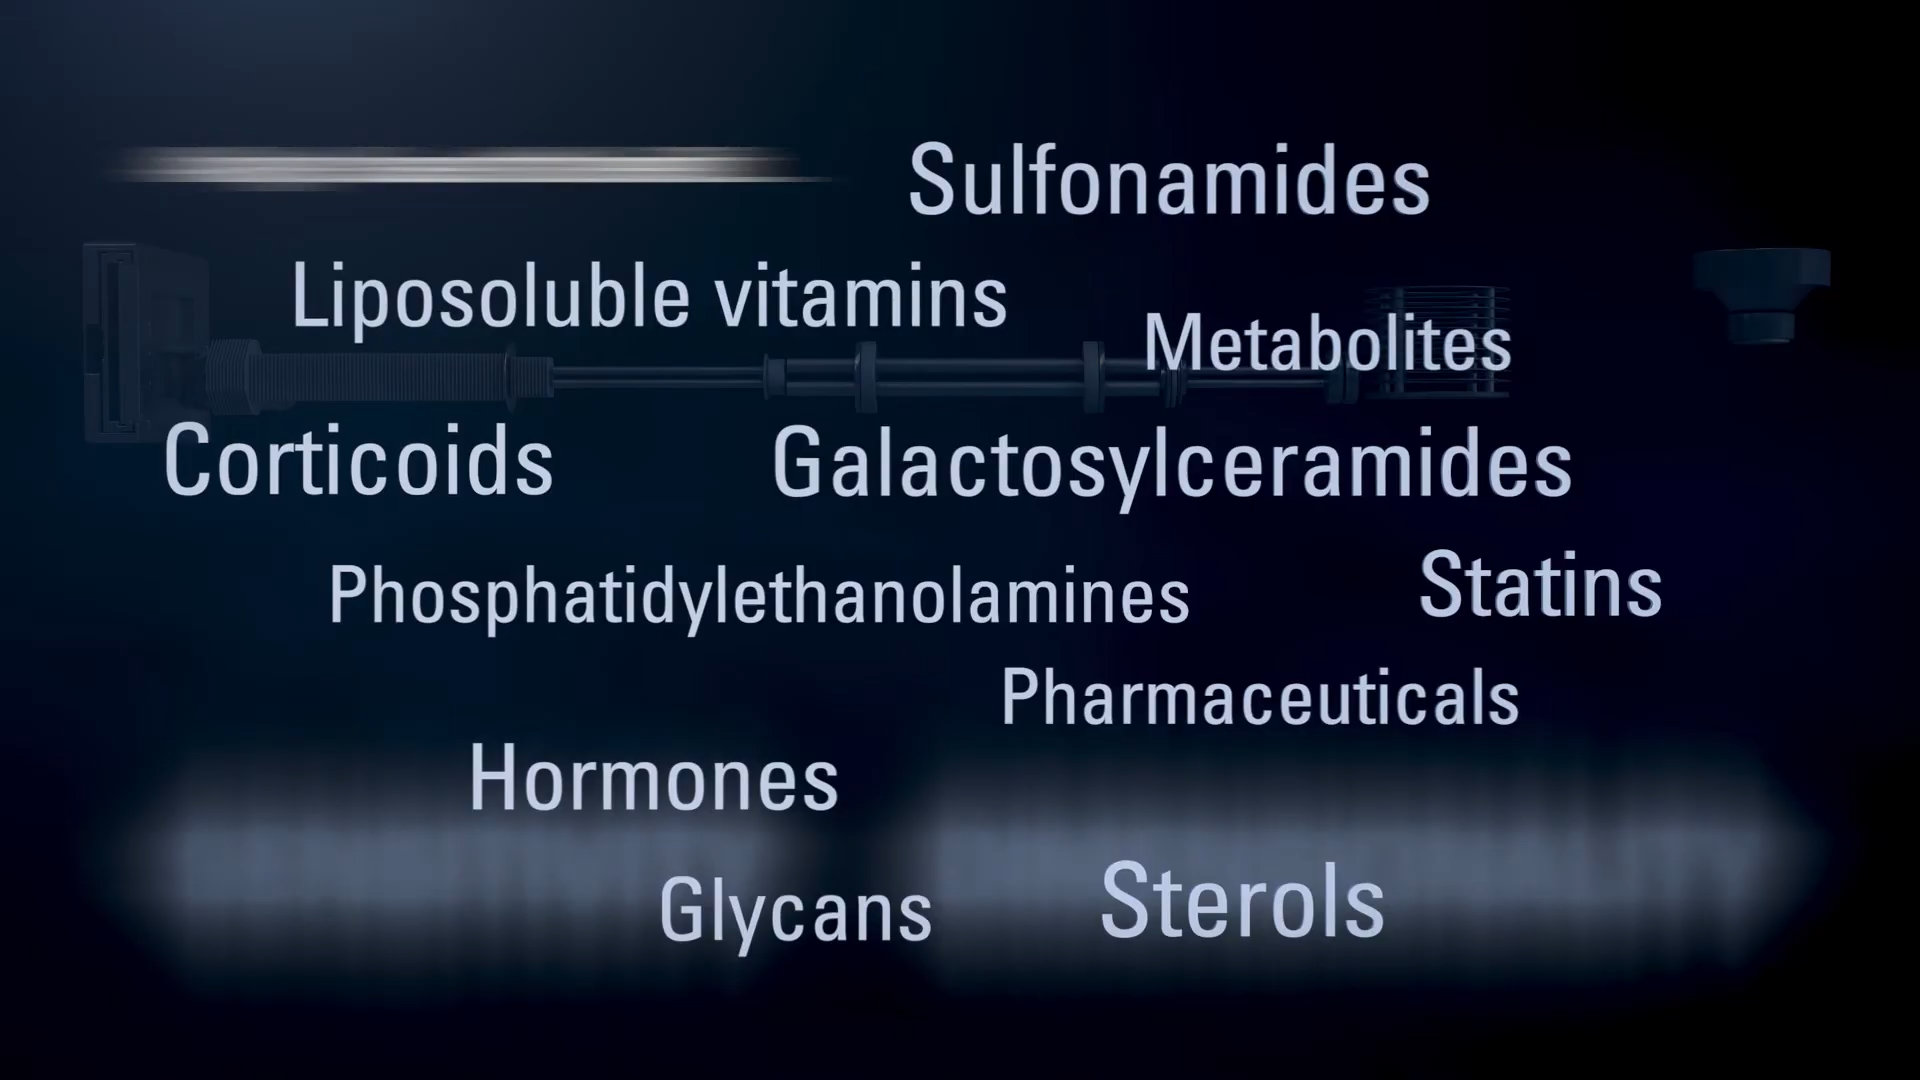 Sulfonamides
Liposoluble vitamins
Metabolites
Corticoids
Galactosylceramides
Phosphatidylethanolamines
Statins
Pharmaceuticals
Hormones
Glycans
Sterols